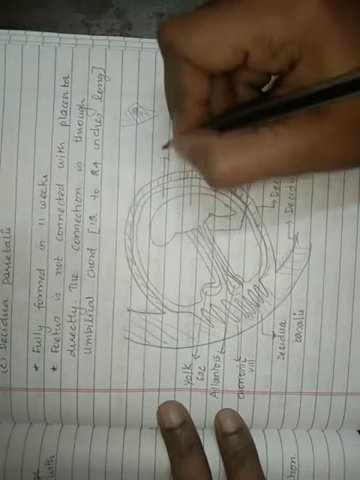 (c) Decidua parietalis
* Fully formed in 11 weeks
* Foetus is not connected with placenta
directly. The connection is through
umbilical chord [12 to 24 inches long]
Yolk
sac
Allantois
chorionic
villi
Decidua
basalis
Decidua